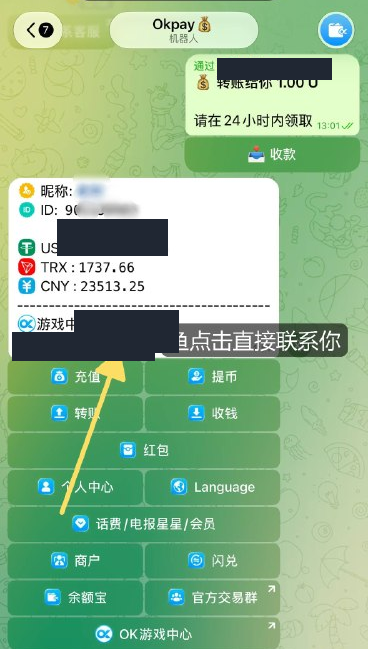 7
Okpay
机器人
通过
转账给你 1.00 U
请在24小时内领取 13:01
收款
昵称:
ID: 9
US
TRX : 1737.66
CNY : 23513.25
游戏中
鱼点击直接联系你
充值 提币
转账 收钱
红包
个人中心 Language
话费/电报星星/会员
商户 闪兑
余额宝 官方交易群
OK游戏中心